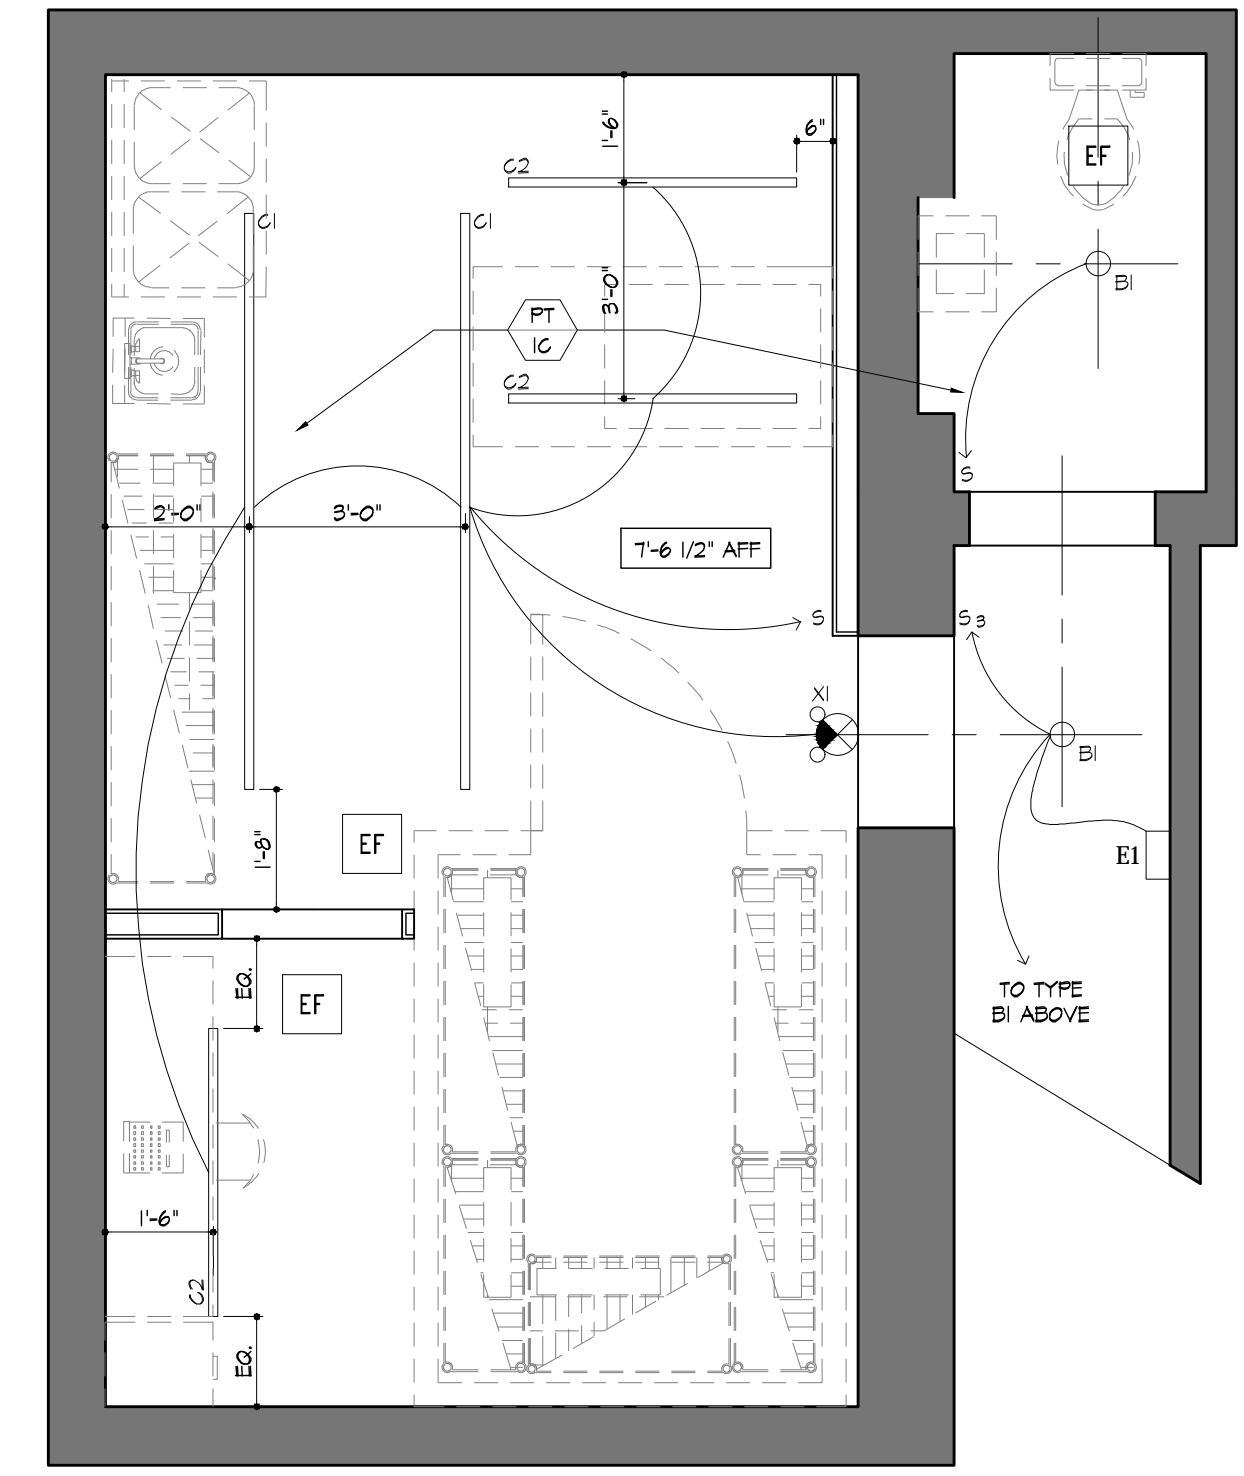 1'-6"
6"
C2
EF
C1
C1
B1
3'-0"
PT
IC
C2
S
2'-0"
3'-0"
7'-6 1/2" AFF
S
S3
X1
B1
1'-8"
EF
E1
EQ.
EF
TO TYPE
B1 ABOVE
1'-6"
C2
EQ.